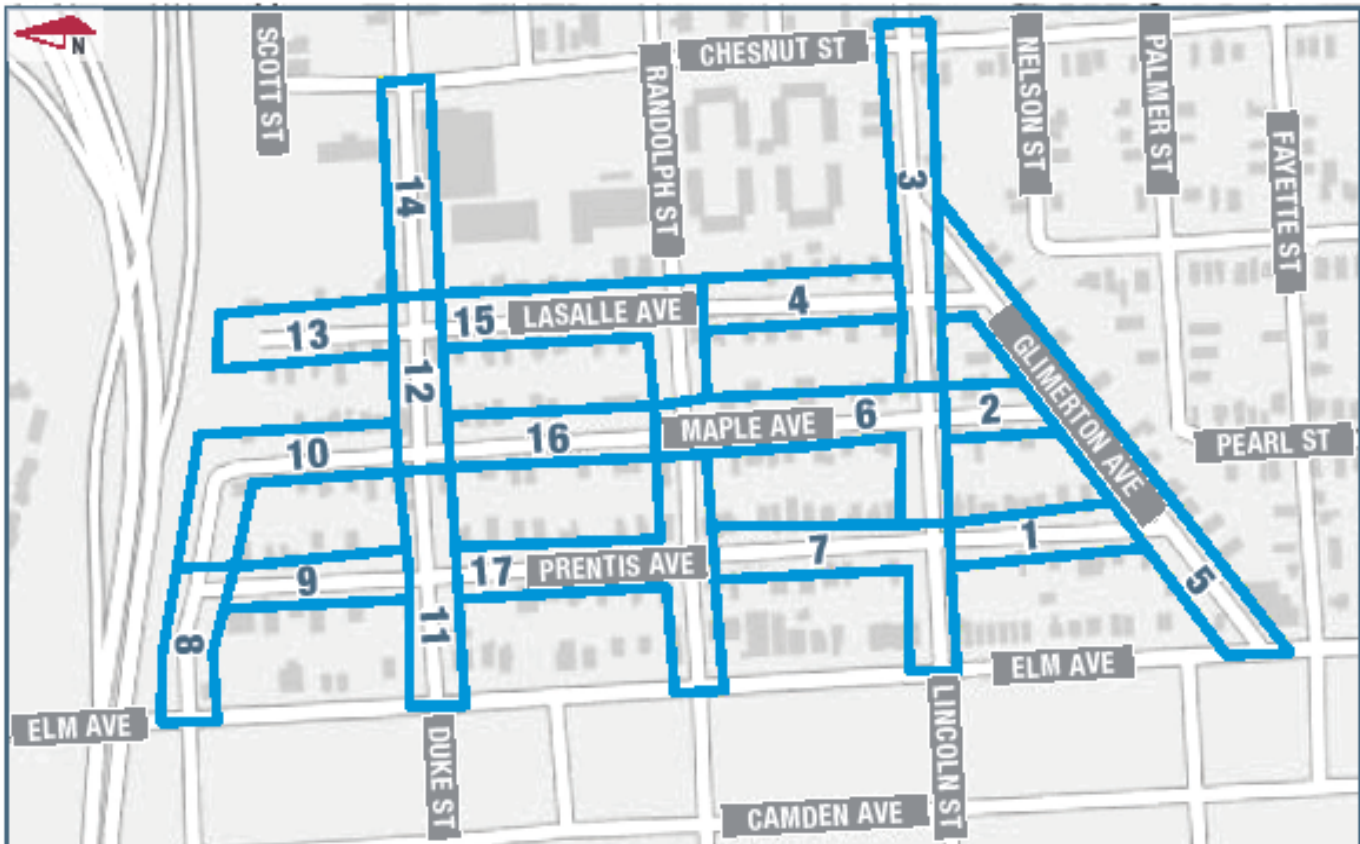 N
SCOTT ST
CHESNUT ST
RANDOLPH ST
NELSON ST
PALMER ST
FAYETTE ST
14
3
13
15
LASALLE AVE
4
12
GLIMERTON AVE
10
16
MAPLE AVE
6
2
PEARL ST
9
17
PRENTIS AVE
7
1
5
8
11
ELM AVE
ELM AVE
DUKE ST
LINCOLN ST
CAMDEN AVE